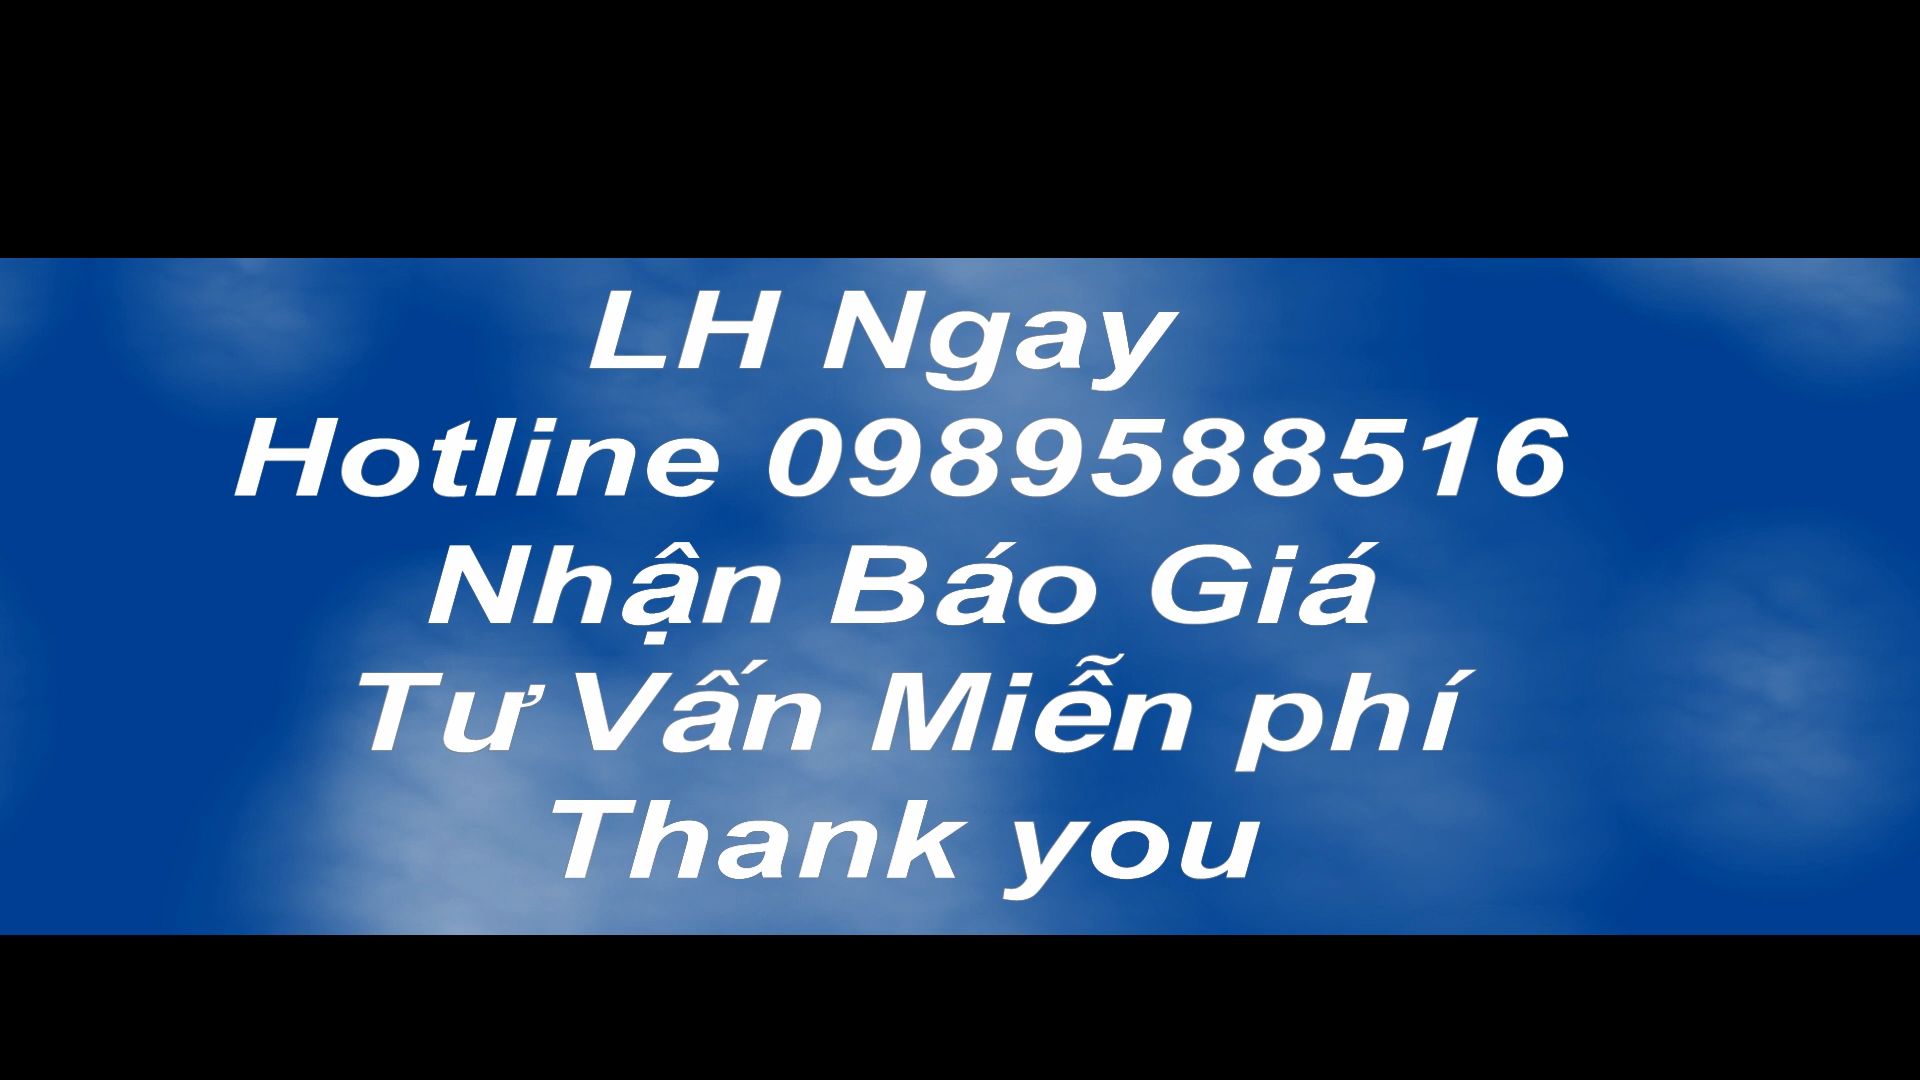 LH Ngay
Hotline 0989588516
Nhận Báo Giá
Tư Vấn Miễn phí
Thank you